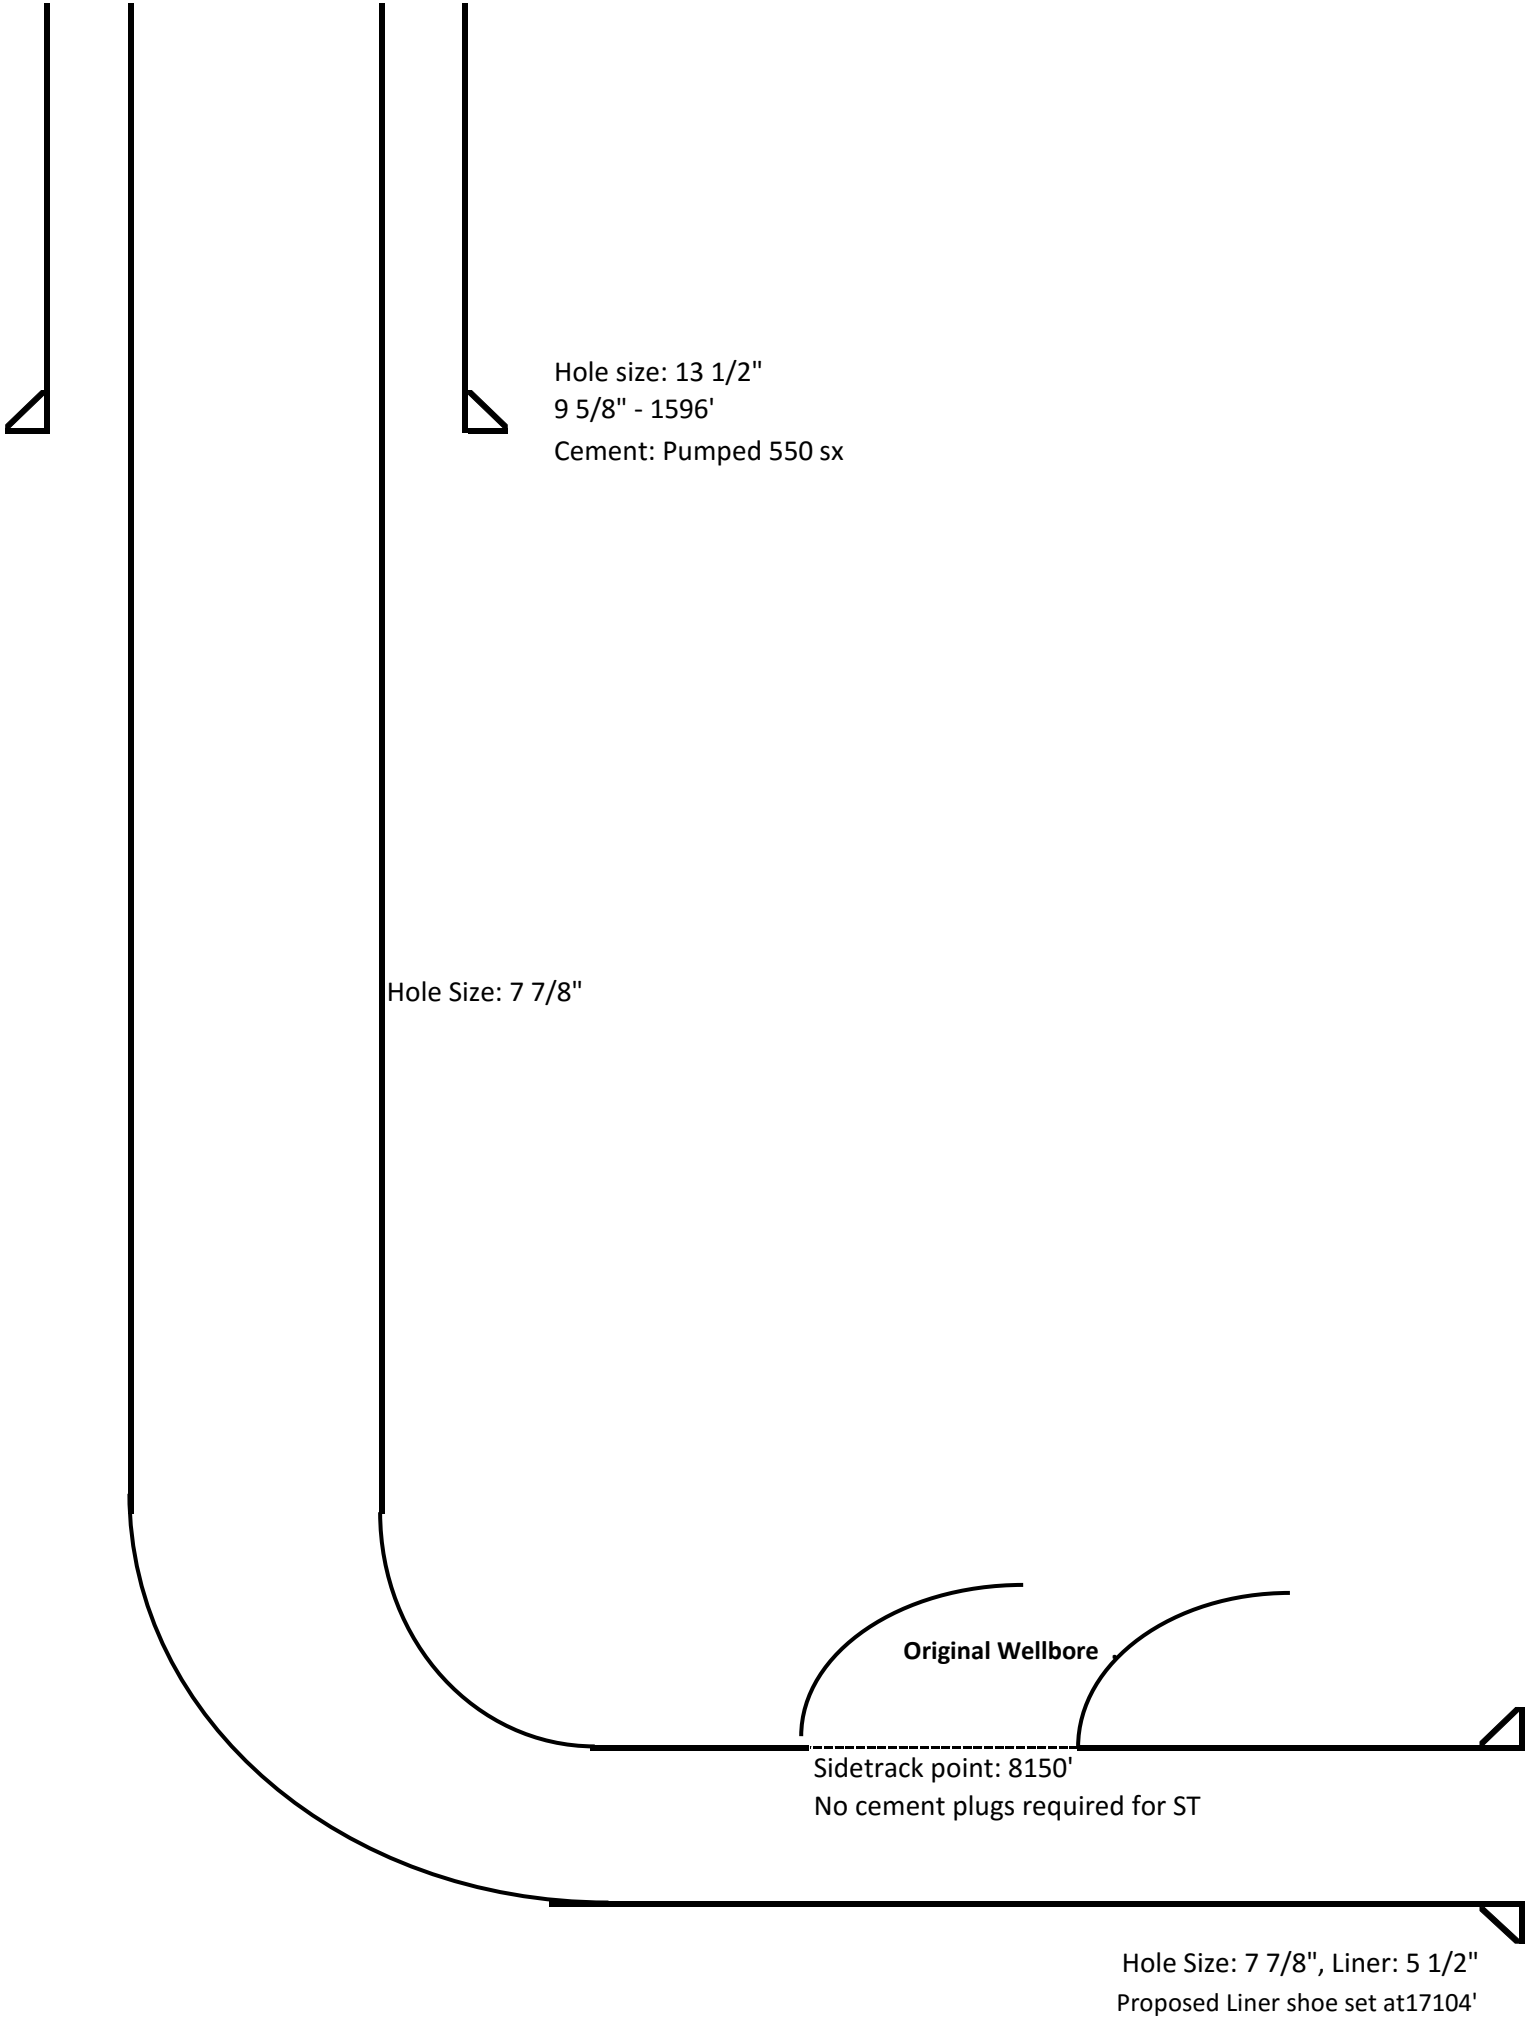 Hole size: 13 1/2"
9 5/8" - 1596'
Cement: Pumped 550 sx
Hole Size: 7 7/8"
Original Wellbore .
Sidetrack point: 8150'
No cement plugs required for ST
Hole Size: 7 7/8", Liner: 5 1/2"
Proposed Liner shoe set at17104'